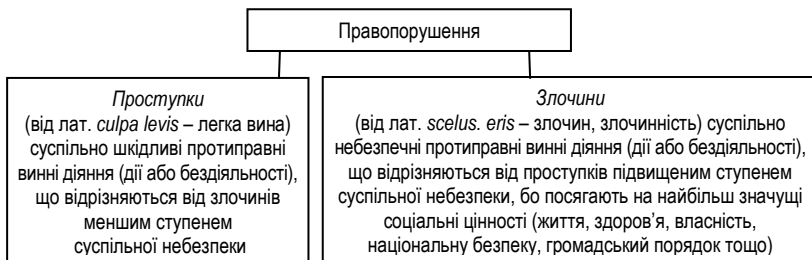 Правопорушення
Проступки
(від лат. culpa levis – легка вина)
суспільно шкідливі протиправні
винні діяння (дії або бездіяльності),
що відрізняються від злочинів
меншим ступенем
суспільної небезпеки
Злочини
(від лат. scelus. eris – злочин, злочинність) суспільно
небезпечні протиправні винні діяння (дії або бездіяльності),
що відрізняються від проступків підвищеним ступенем
суспільної небезпеки, бо посягають на найбільш значущі
соціальні цінності (життя, здоров’я, власність,
національну безпеку, громадський порядок тощо)